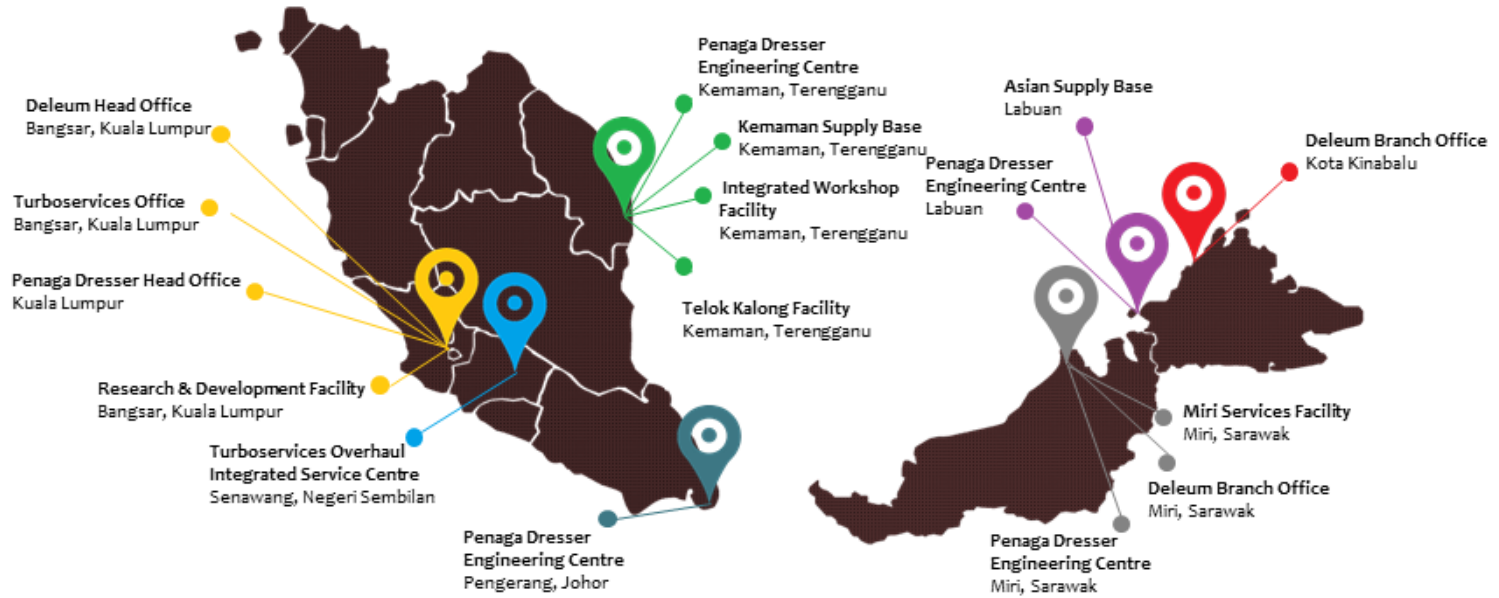 Deleum Head Office
Bangsar, Kuala Lumpur
Turboservices Office
Bangsar, Kuala Lumpur
Penaga Dresser Head Office
Kuala Lumpur
Research & Development Facility
Bangsar, Kuala Lumpur
Turboservices Overhaul
Integrated Service Centre
Senawang, Negeri Sembilan
Penaga Dresser
Engineering Centre
Pengerang, Johor
Penaga Dresser
Engineering Centre
Kemaman, Terengganu
Kemaman Supply Base
Kemaman, Terengganu
Integrated Workshop
Facility
Kemaman, Terengganu
Telok Kalong Facility
Kemaman, Terengganu
Asian Supply Base
Labuan
Penaga Dresser
Engineering Centre
Labuan
Deleum Branch Office
Kota Kinabalu
Miri Services Facility
Miri, Sarawak
Deleum Branch Office
Miri, Sarawak
Penaga Dresser
Engineering Centre
Miri, Sarawak